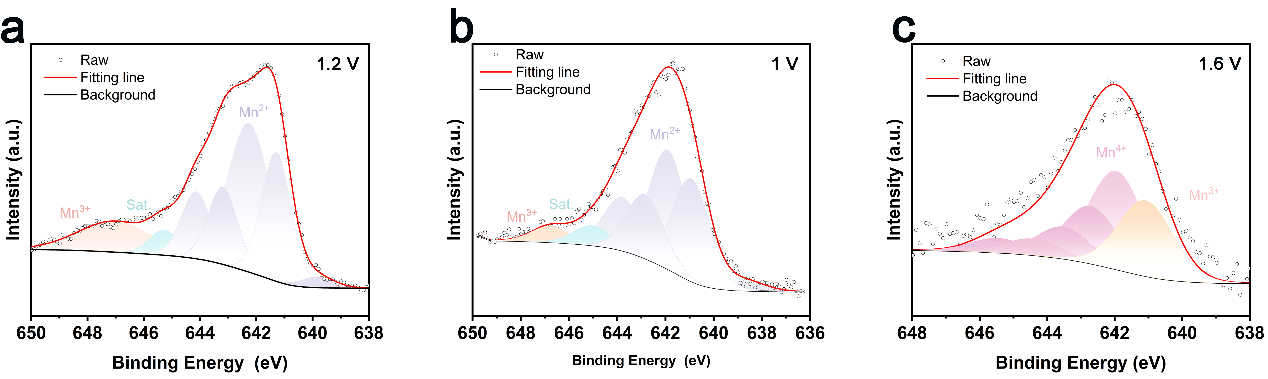 a
Raw
Fitting line
Background
1.2 V
Mn²⁺
Mn³⁺
Sat.
Intensity (a.u.)
650 648 646 644 642 640 638
Binding Energy (eV)
b
Raw
Fitting line
Background
1 V
Mn²⁺
Mn³⁺
Sat.
Intensity (a.u.)
650 648 646 644 642 640 638 636
Binding Energy (eV)
c
Raw
Fitting line
Background
1.6 V
Mn⁴⁺
Mn³⁺
Intensity (a.u.)
648 646 644 642 640 638
Binding Energy (eV)